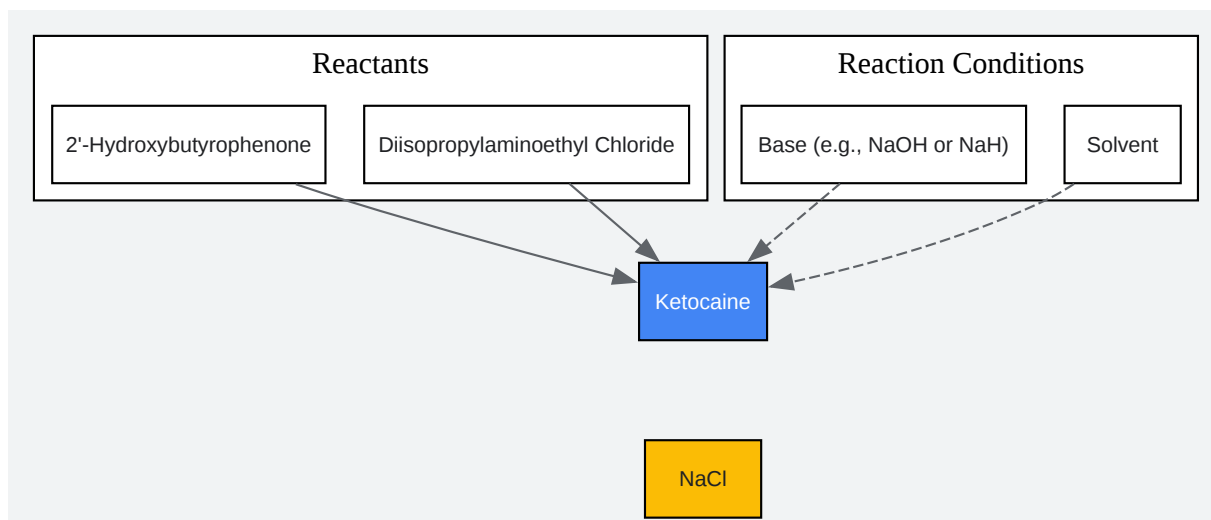 Reactants
Reaction Conditions
2'-Hydroxybutyrophenone
Diisopropylaminoethyl Chloride
Base (e.g., NaOH or NaH)
Solvent
Ketocaine
NaCl